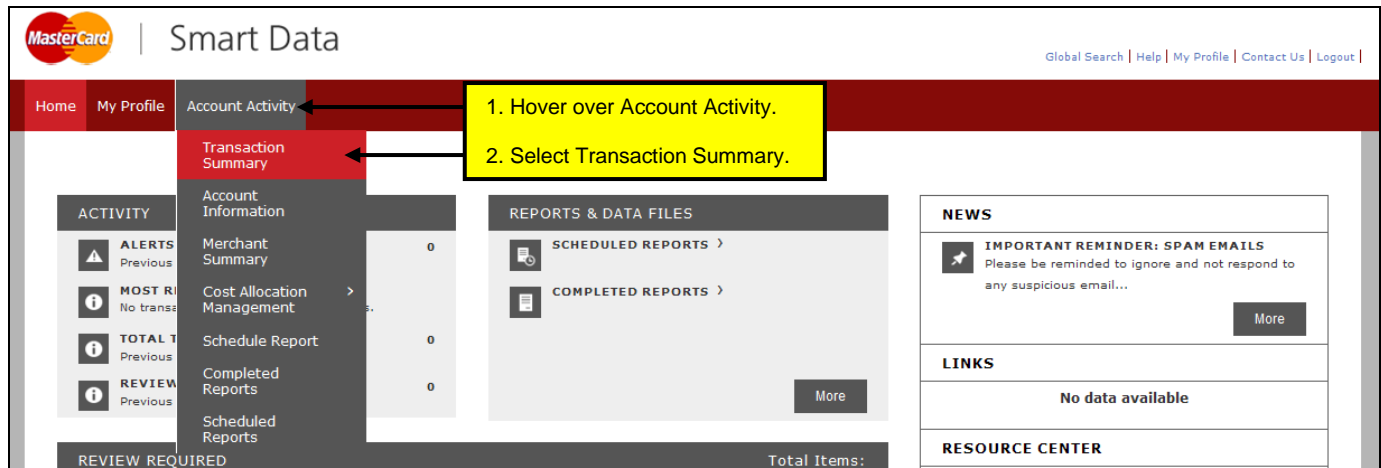 MasterCard
Smart Data
Global Search | Help | My Profile | Contact Us | Logout |
Home My Profile Account Activity
1. Hover over Account Activity.
2. Select Transaction Summary.
Transaction
Summary
Account
Information
Merchant
Summary
Cost Allocation >
Management
Schedule Report
Completed
Reports
Scheduled
Reports
ACTIVITY
ALERTS 0
Previous
MOST
No s.
TOTAL 0
Previous
REVIEW 0
Previous
REPORTS & DATA FILES
SCHEDULED REPORTS >
COMPLETED REPORTS >
More
NEWS
IMPORTANT REMINDER: SPAM EMAILS
Please be reminded to ignore and not respond to
any suspicious email...
More
LINKS
No data available
RESOURCE CENTER
REVIEW REQUIRED Total Items: